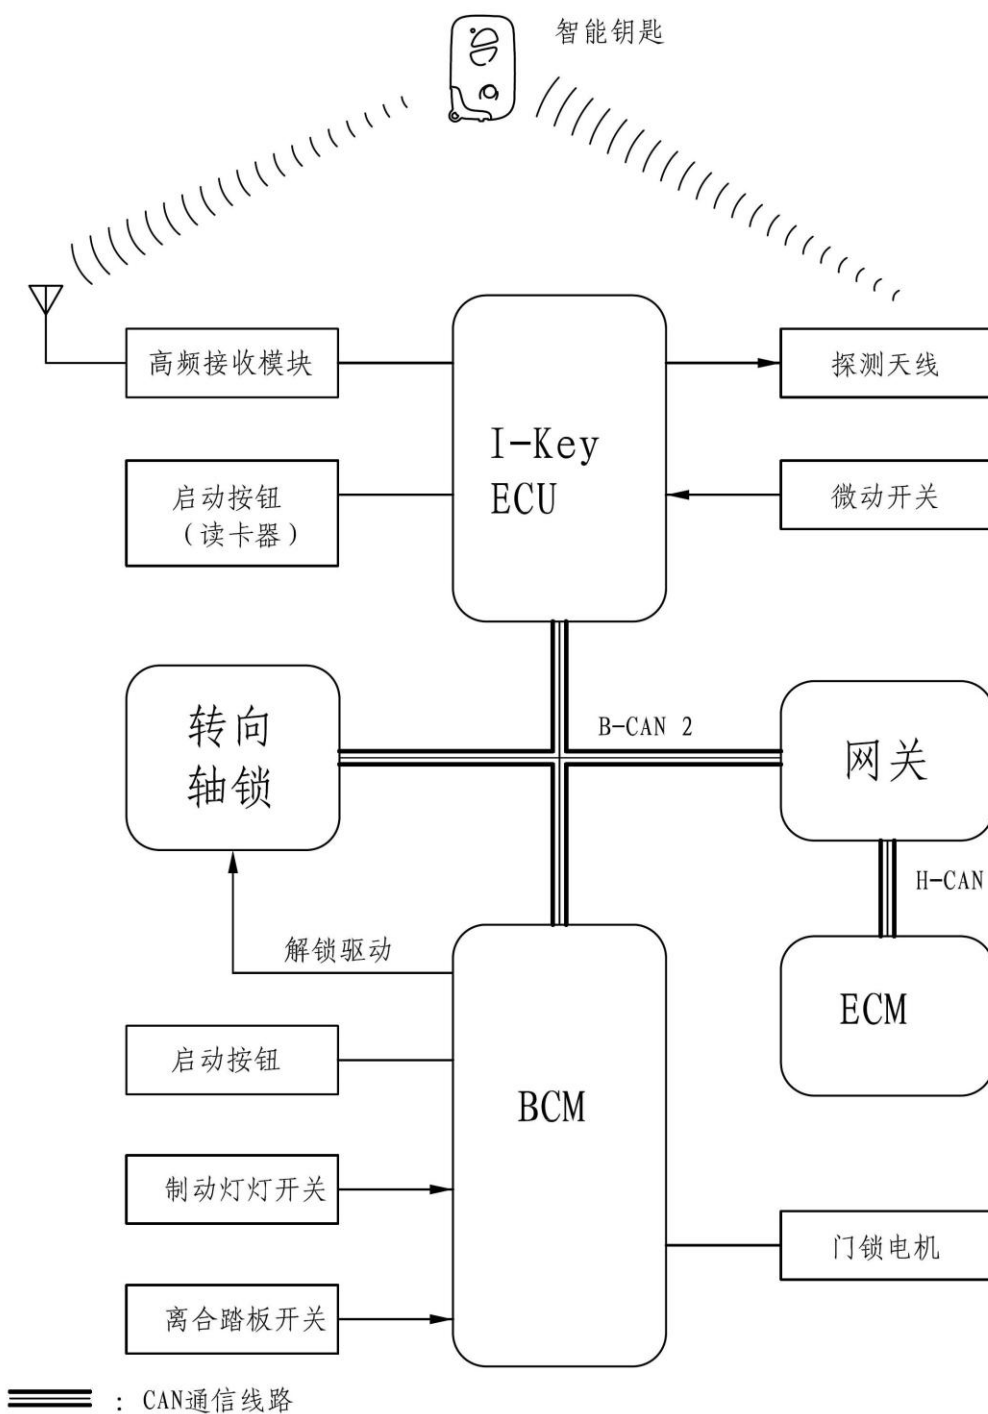 智能钥匙
高频接收模块
探测天线
I-Key
ECU
启动按钮
（读卡器）
微动开关
B-CAN 2
转向
轴锁
网关
H-CAN
解锁驱动
ECM
启动按钮
BCM
制动灯灯开关
门锁电机
离合踏板开关
：CAN通信线路